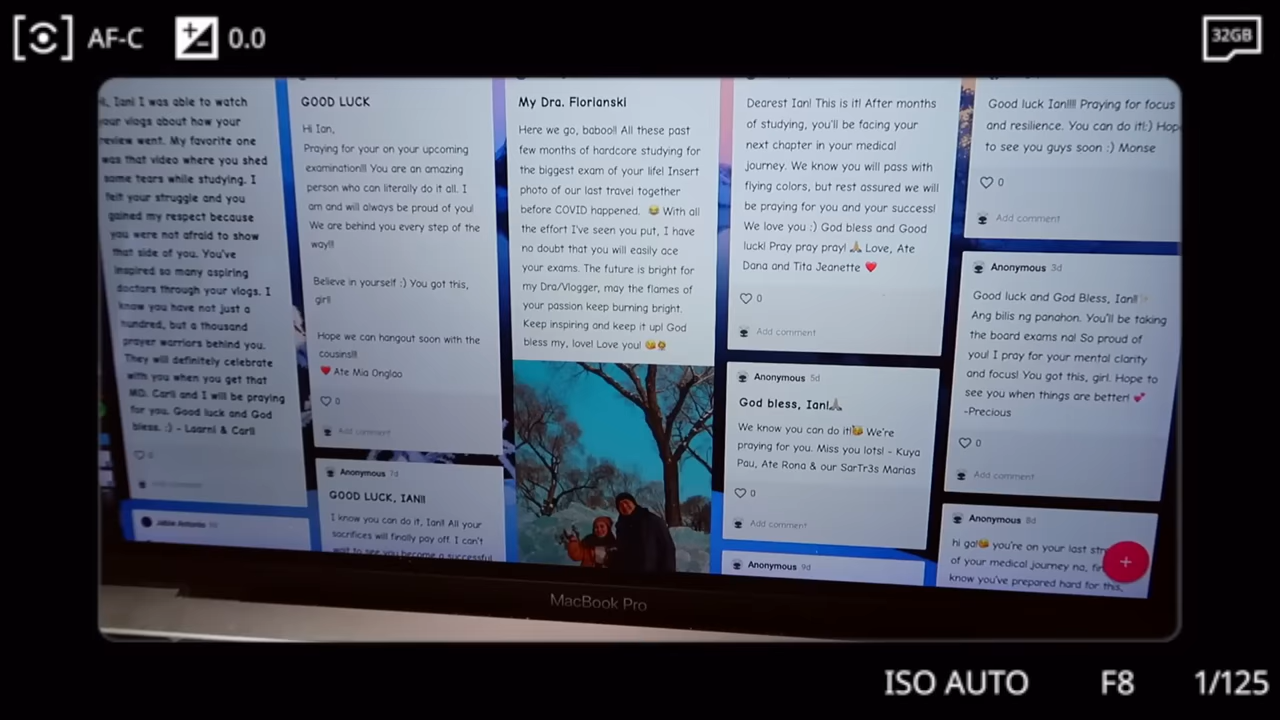 AF-C
0.0
32GB
Hi, Ian! I was able to watch
your vlogs about how your
review went. My favorite one
was that video where you shed
some tears while studying. I
felt your struggle and you
gained my respect because
you were not afraid to show
that side of you. You've
inspired so many aspiring
doctors through your vlogs. I
know you have not just a
hundred, but a thousand
prayer warriors behind you.
They will definitely celebrate
with you when you get that
MD. Carll and I will be praying
for you. Good luck and God
bless. :) - Laarni & Carll
0
Add comment
GOOD LUCK
Hi Ian,
Praying for your on your upcoming
examination!!! You are an amazing
person who can literally do it all. I
am and will always be proud of you!
We are behind you every step of the
way!!!
Believe in yourself :) You got this,
girl!
Hope we can hangout soon with the
cousins!!!
❤️ Ate Mia Onglao
0
Add comment
Anonymous 7d
GOOD LUCK, IAN!!
I know you can do it, Ian!! All your
sacrifices will finally pay off. I can't
wait to see you become a successful
My Dra. Florianski
Here we go, baboo!! All these past
few months of hardcore studying for
the biggest exam of your life! Insert
photo of our last travel together
before COVID happened. 😂 With all
the effort I've seen you put, I have
no doubt that you will easily ace
your exams. The future is bright for
my Dra/Vlogger, may the flames of
your passion keep burning bright.
Keep inspiring and keep it up! God
bless my, love! Love you!
Dearest Ian! This is it! After months
of studying, you'll be facing your
next chapter in your medical
journey. We know you will pass with
flying colors, but rest assured we will
be praying for you and your success!
We love you :) God bless and Good
luck! Pray pray pray! 🙏 Love, Ate
Dana and Tita Jeanette ❤️
0
Add comment
Anonymous 5d
God bless, Ian!🙏
We know you can do it!😘 We're
praying for you. Miss you lots! - Kuya
Pau, Ate Rona & our SarTr3s Marias
0
Add comment
Anonymous 9d
Good luck Ian!!!! Praying for focus
and resilience. You can do it!:) Hope
to see you guys soon :) Monse
0
Add comment
Anonymous 3d
Good luck and God Bless, Ian!!✨
Ang bilis ng panahon. You'll be taking
the board exams na! So proud of
you! I pray for your mental clarity
and focus! You got this, girl. Hope to
see you when things are better! 💕
-Precious
0
Add comment
Anonymous 8d
hi gal😘 you're on your last
of your medical journey na,
know you've prepared hard for this,
MacBook Pro
ISO AUTO
F8
1/125